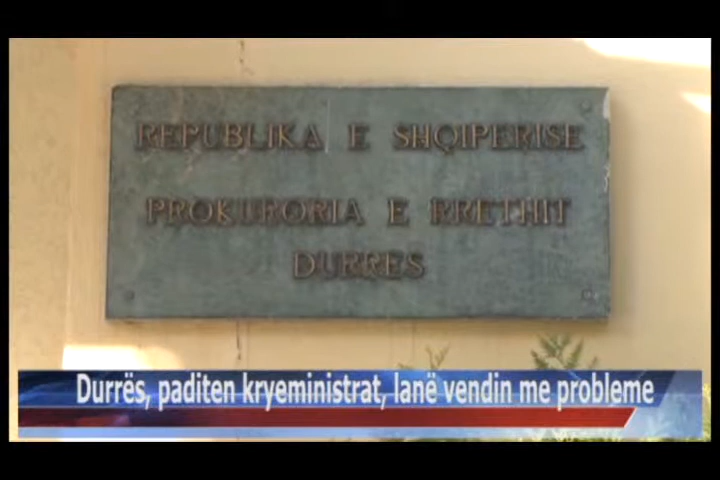 REPUBLIKA E SHQIPERISE
PROKURORIA E RRETHIT
DURRES
Durrës, paditen kryeministrat, lanë vendin me probleme